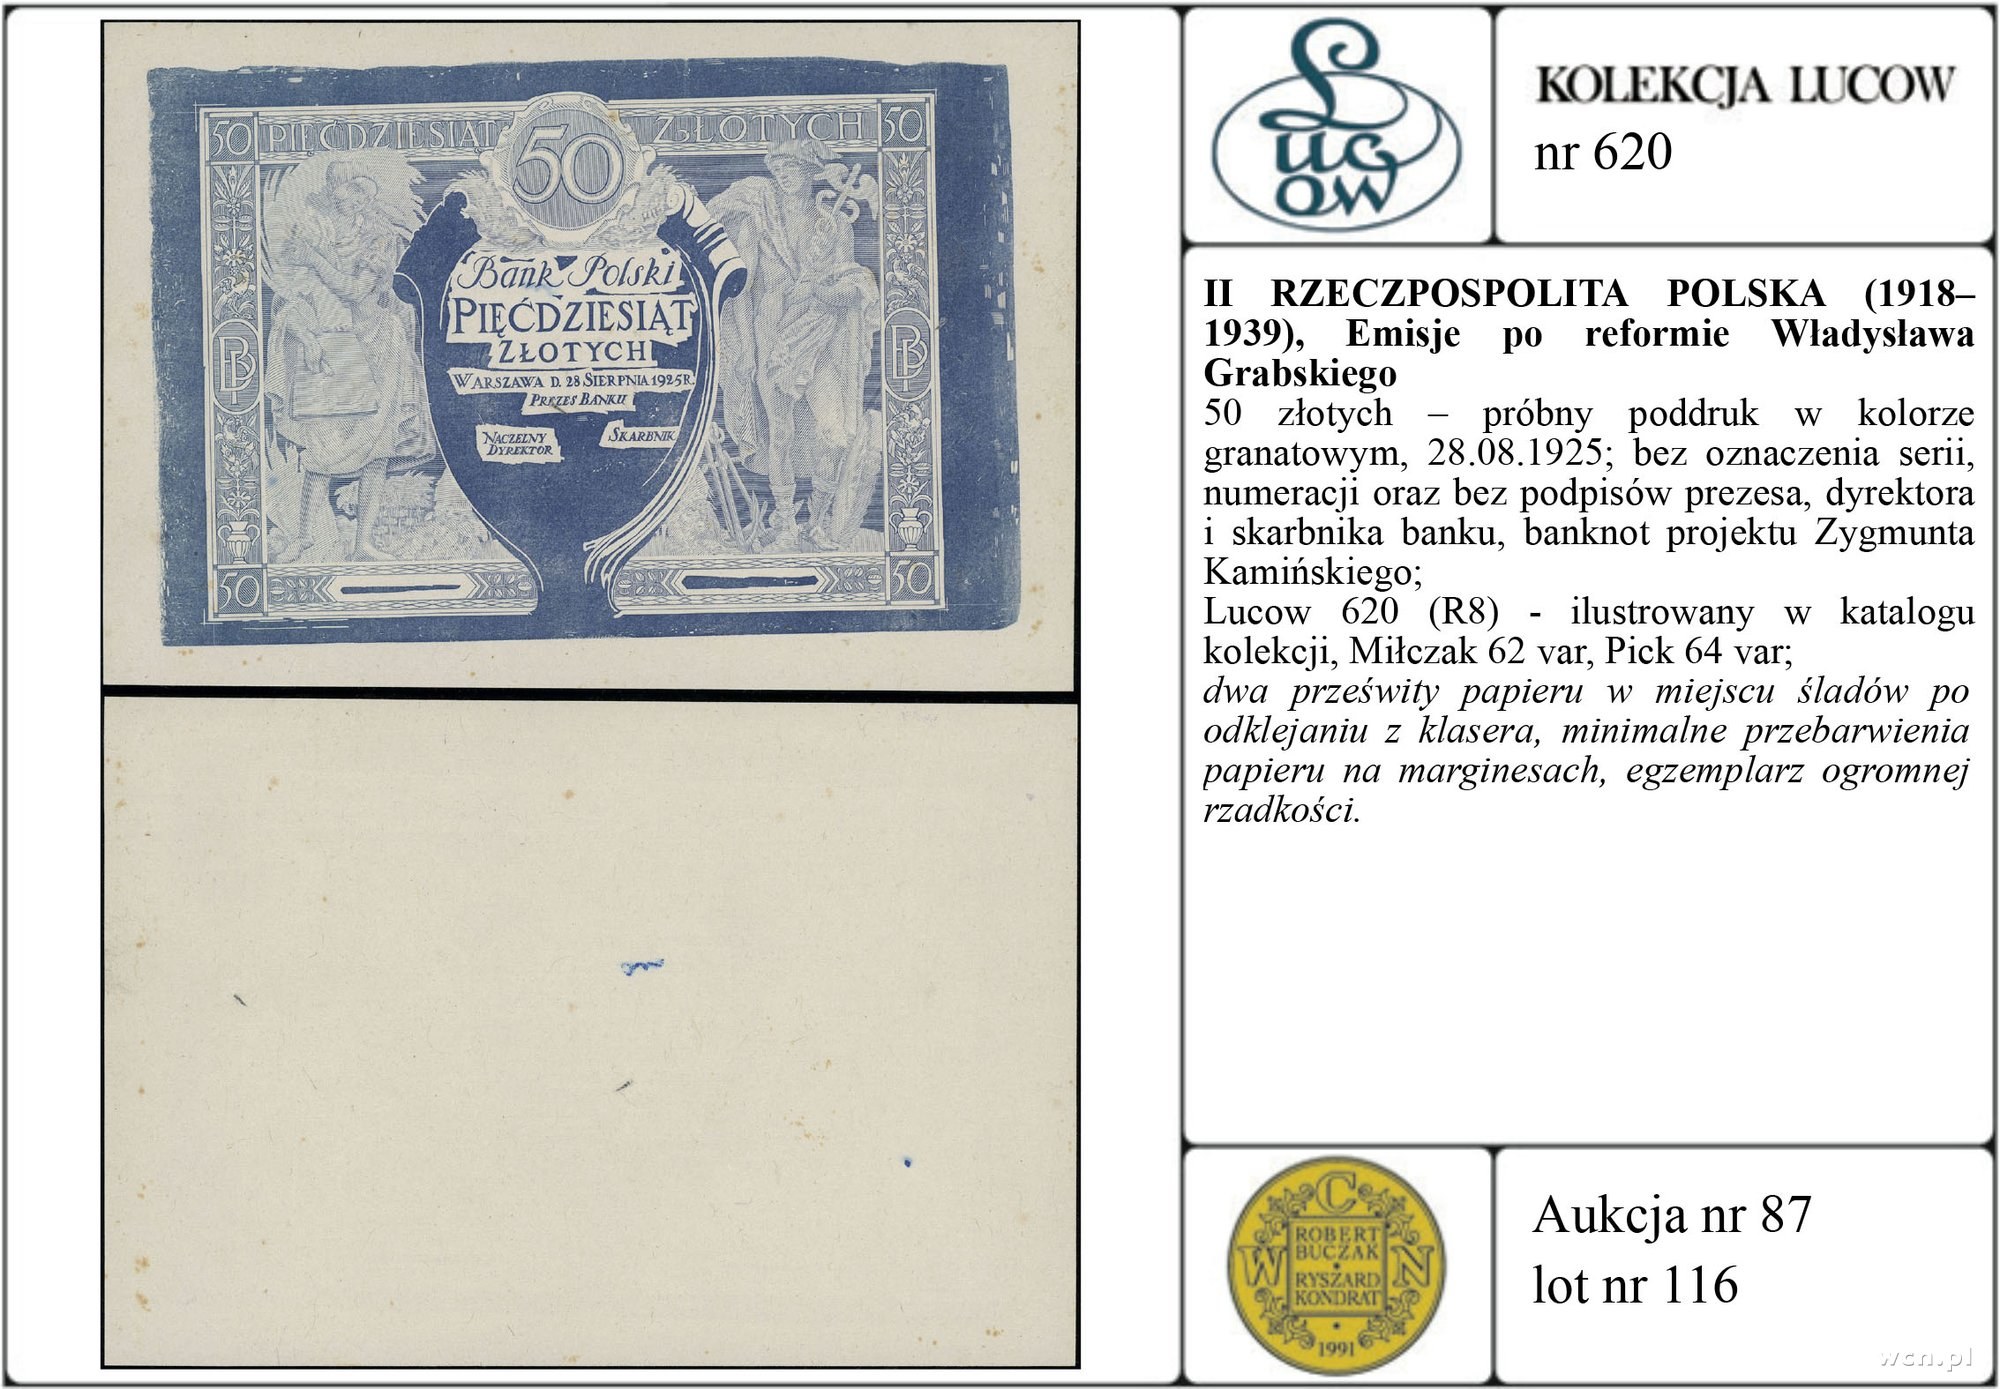 50 PIĘĆDZIESIĄT 50 ZŁOTYCH 50
Bank Polski
PIĘĆDZIESIĄT
ZŁOTYCH
WARSZAWA D. 28 SIERPNIA 1925 R.
PREZES BANKU
NACZELNY
DYREKTOR
SKARBNIK
BP
BP
50
50
Lucow
KOLEKCJA LUCOW
nr 620
II RZECZPOSPOLITA POLSKA (1918–
1939), Emisje po reformie Władysława
Grabskiego
50 złotych – próbny poddruk w kolorze
granatowym, 28.08.1925; bez oznaczenia serii,
numeracji oraz bez podpisów prezesa, dyrektora
i skarbnika banku, banknot projektu Zygmunta
Kamińskiego;
Lucow 620 (R8) - ilustrowany w katalogu
kolekcji, Miłczak 62 var, Pick 64 var;
dwa prześwity papieru w miejscu śladów po
odklejaniu z klasera, minimalne przebarwienia
papieru na marginesach, egzemplarz ogromnej
rzadkości.
W C N
ROBERT
BUCZAK
RYSZARD
KONDRAT
1991
Aukcja nr 87
lot nr 116
wcn.pl